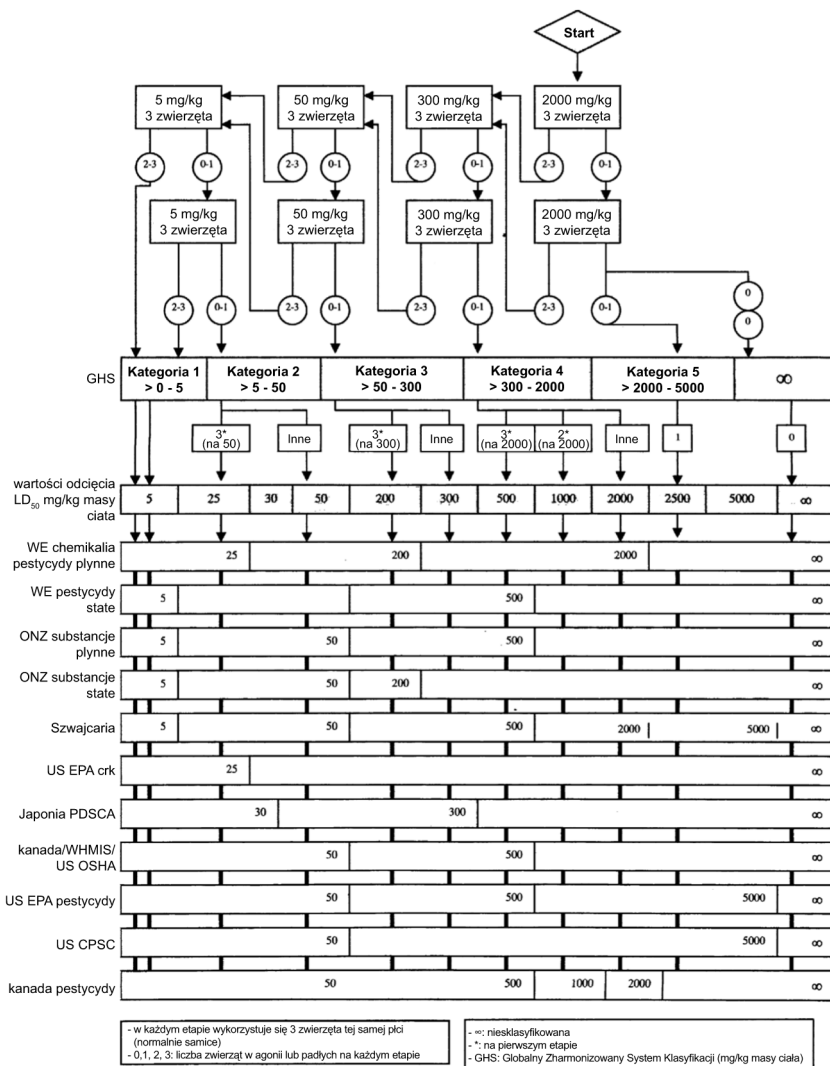 Start
5 mg/kg
3 zwierzęta
50 mg/kg
3 zwierzęta
300 mg/kg
3 zwierzęta
2000 mg/kg
3 zwierzęta
2-3
0-1
2-3
0-1
2-3
0-1
2-3
0-1
5 mg/kg
3 zwierzęta
50 mg/kg
3 zwierzęta
300 mg/kg
3 zwierzęta
2000 mg/kg
3 zwierzęta
2-3
0-1
2-3
0-1
2-3
0-1
2-3
0-1
0
0
GHS
Kategoria 1
> 0 - 5
Kategoria 2
> 5 - 50
Kategoria 3
> 50 - 300
Kategoria 4
> 300 - 2000
Kategoria 5
> 2000 - 5000
∞
3*
(na 50)
Inne
3*
(na 300)
Inne
3*
(na 2000)
2*
(na 2000)
Inne
1
0
wartości odcięcia
LD50 mg/kg masy
ciata
5 25 30 50 200 300 500 1000 2000 2500 5000 ∞
WE chemikalia
pestycydy plynne
25 200 2000 ∞
WE pestycydy
state
5 500 ∞
ONZ substancje
plynne
5 50 500 ∞
ONZ substancje
state
5 50 200 ∞
Szwajcaria
5 50 500 2000 5000 ∞
US EPA crk
25 ∞
Japonia PDSCA
30 300 ∞
kanada/WHMIS/
US OSHA
50 500 ∞
US EPA pestycydy
50 500 5000 ∞
US CPSC
50 5000 ∞
kanada pestycydy
50 500 1000 2000 ∞
- w każdym etapie wykorzystuje się 3 zwierzęta tej samej płci
(normalnie samice)
- 0,1, 2, 3: liczba zwierząt w agonii lub padłych na każdym etapie
- ∞: niesklasyfikowana
- *: na pierwszym etapie
- GHS: Globalny Zharmonizowany System Klasyfikacji (mg/kg masy ciała)